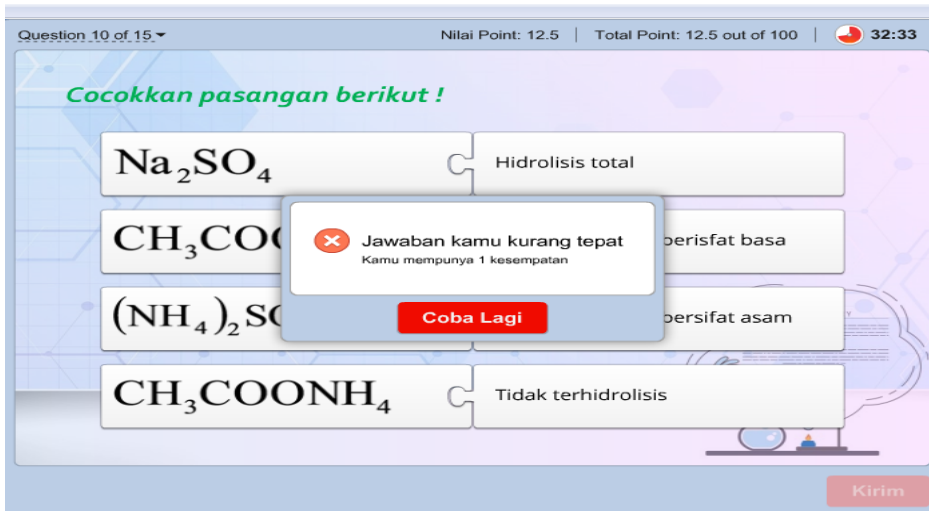 Question 10 of 15
Nilai Point: 12.5 | Total Point: 12.5 out of 100 | 32:33
Cocokkan pasangan berikut !
Na₂SO₄
Hidrolisis total
CH₃COO
berisfat basa
(NH₄)₂SO
bersifat asam
CH₃COONH₄
Tidak terhidrolisis
Jawaban kamu kurang tepat
Kamu mempunya 1 kesempatan
Coba Lagi
Kirim